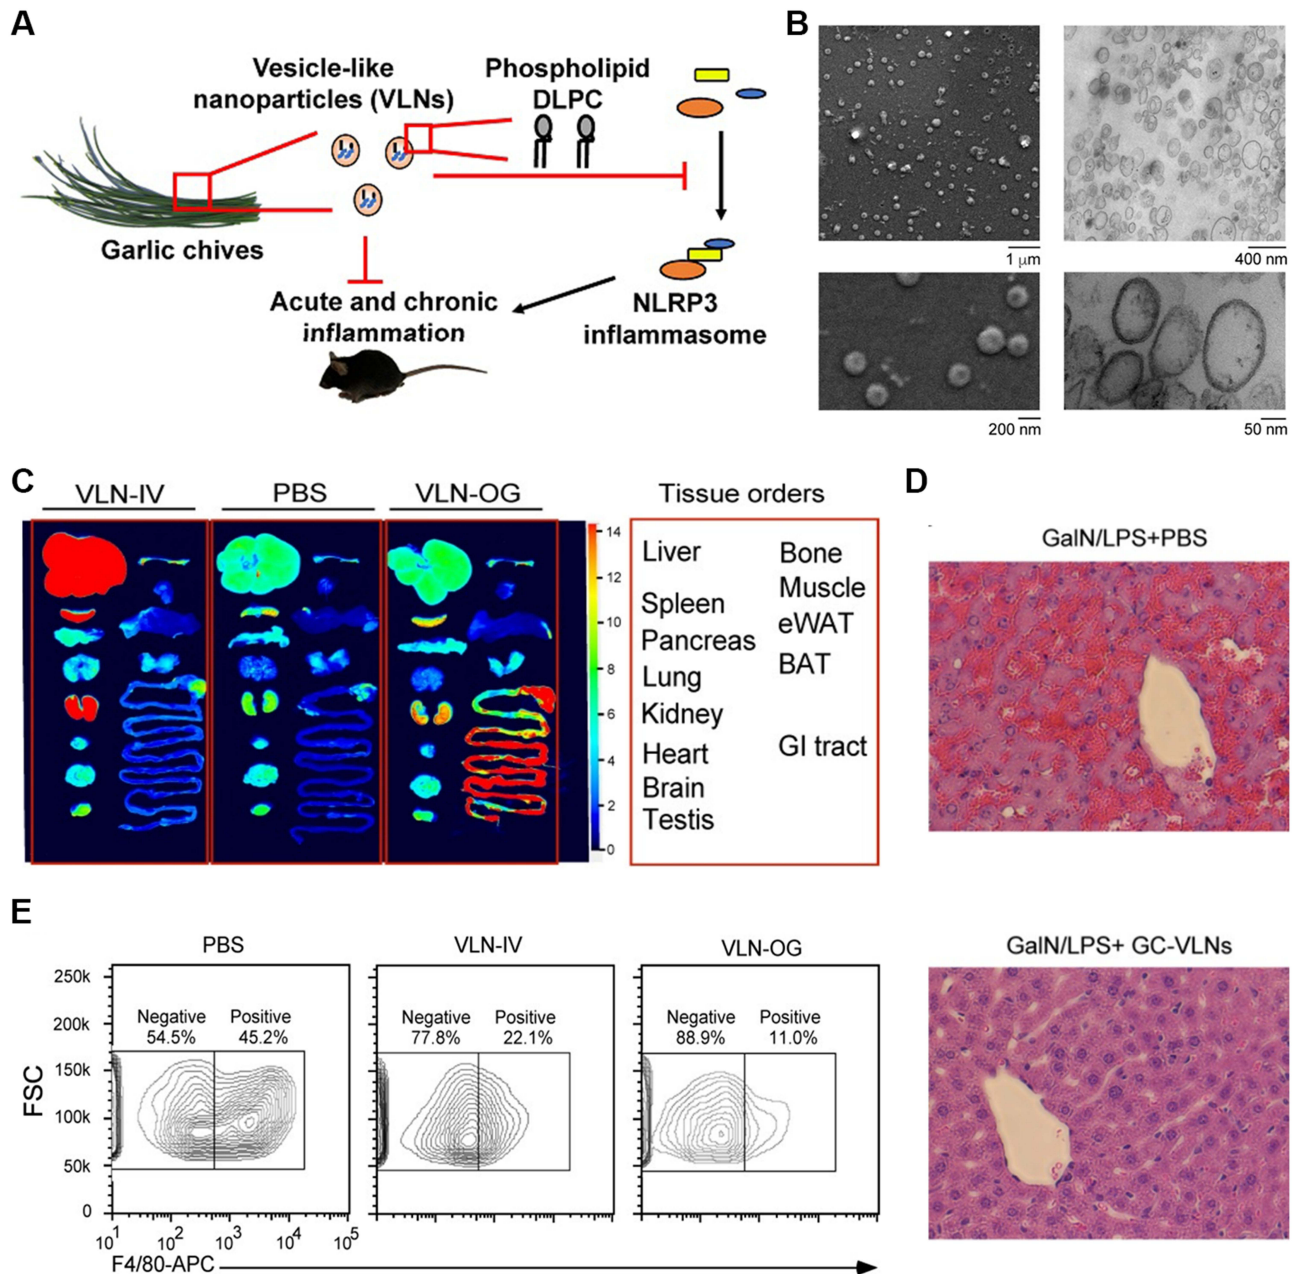 A
Vesicle-like
nanoparticles (VLNs)
Phospholipid
DLPC
Garlic chives
Acute and chronic
inflammation
NLRP3
inflammasome
B
1 μm
400 nm
200 nm
50 nm
C
VLN-IV
PBS
VLN-OG
Tissue orders
14
12
10
8
6
4
2
0
Liver
Spleen
Pancreas
Lung
Kidney
Heart
Brain
Testis
Bone
Muscle
eWAT
BAT
GI tract
D
GalN/LPS+PBS
GalN/LPS+ GC-VLNs
E
PBS
VLN-IV
VLN-OG
250k
200k
150k
100k
50k
0
FSC
Negative Positive
54.5% 45.2%
Negative Positive
77.8% 22.1%
Negative Positive
88.9% 11.0%
10¹ 10² 10³ 10⁴ 10⁵
F4/80-APC